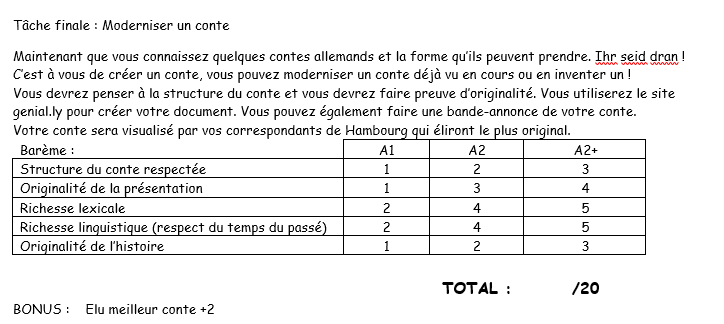 Tâche finale : Moderniser un conte
Maintenant que vous connaissez quelques contes allemands et la forme qu'ils peuvent prendre. Ihr seid dran !
C'est à vous de créer un conte, vous pouvez moderniser un conte déjà vu en cours ou en inventer un !
Vous devrez penser à la structure du conte et vous devrez faire preuve d'originalité. Vous utiliserez le site
genial.ly pour créer votre document. Vous pouvez également faire une bande-annonce de votre conte.
Votre conte sera visualisé par vos correspondants de Hambourg qui éliront le plus original.
Barème : A1 A2 A2+
Structure du conte respectée 1 2 3
Originalité de la présentation 1 3 4
Richesse lexicale 2 4 5
Richesse linguistique (respect du temps du passé) 2 4 5
Originalité de l'histoire 1 2 3
TOTAL : /20
BONUS : Elu meilleur conte +2